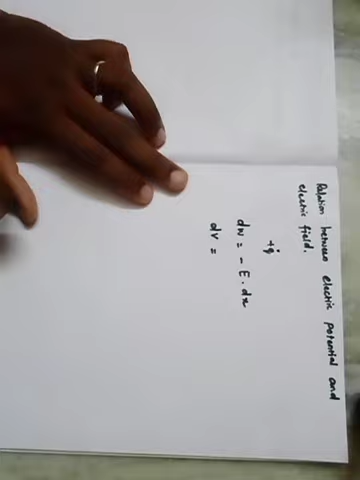 Relation between electric potential and
electric field.
+q
dw = - E. dx
dv =